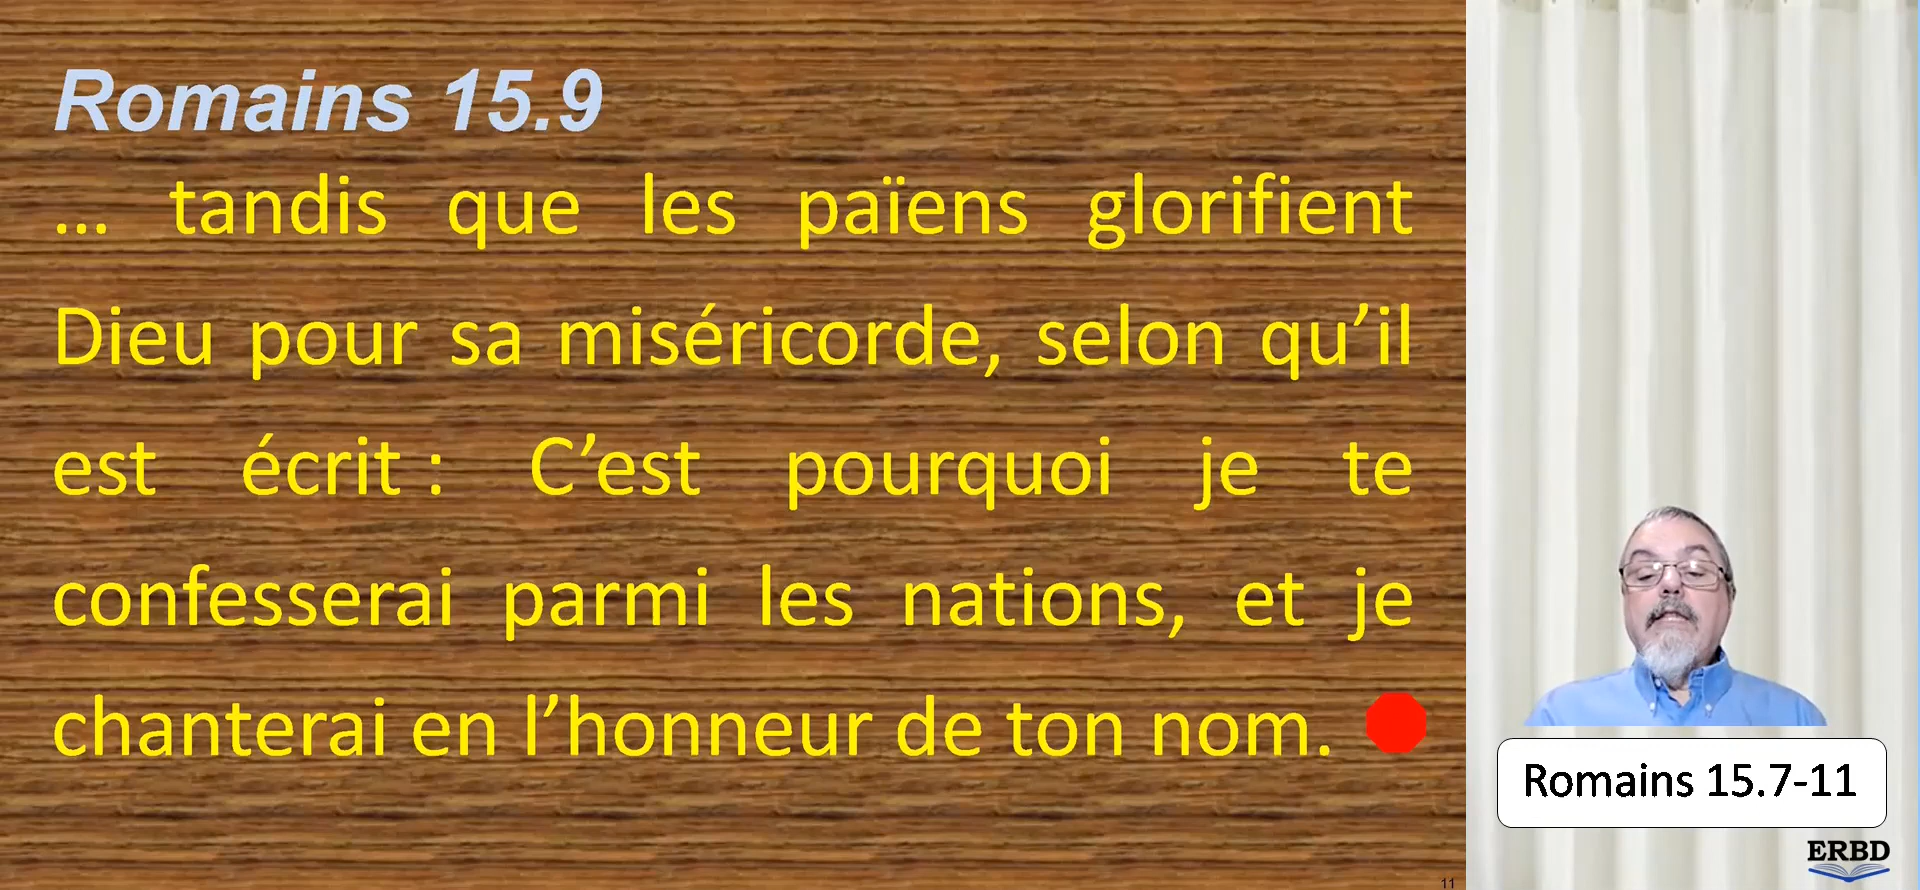 Romains 15.9
… tandis que les païens glorifient
Dieu pour sa miséricorde, selon qu’il
est écrit : C’est pourquoi je te
confesserai parmi les nations, et je
chanterai en l’honneur de ton nom.
11
Romains 15.7-11
ERBD